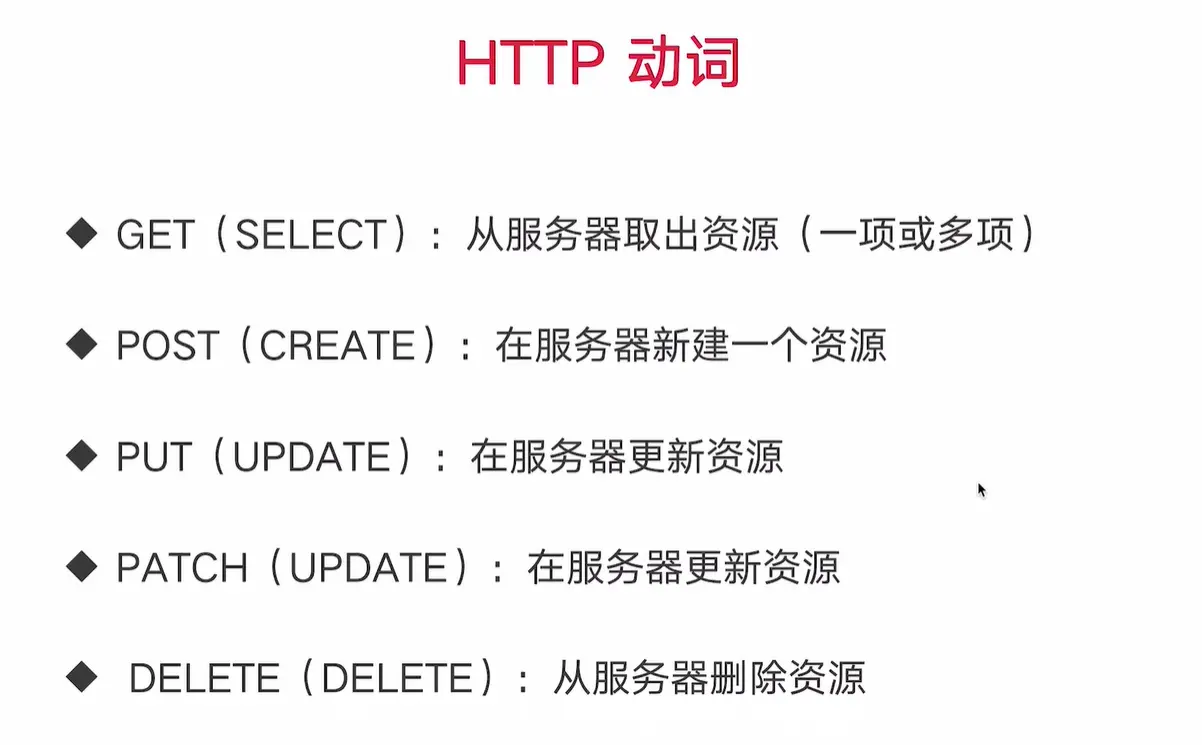 HTTP 动词
◆ GET（SELECT）：从服务器取出资源（一项或多项）
◆ POST（CREATE）：在服务器新建一个资源
◆ PUT（UPDATE）：在服务器更新资源
◆ PATCH（UPDATE）：在服务器更新资源
◆ DELETE（DELETE）：从服务器删除资源